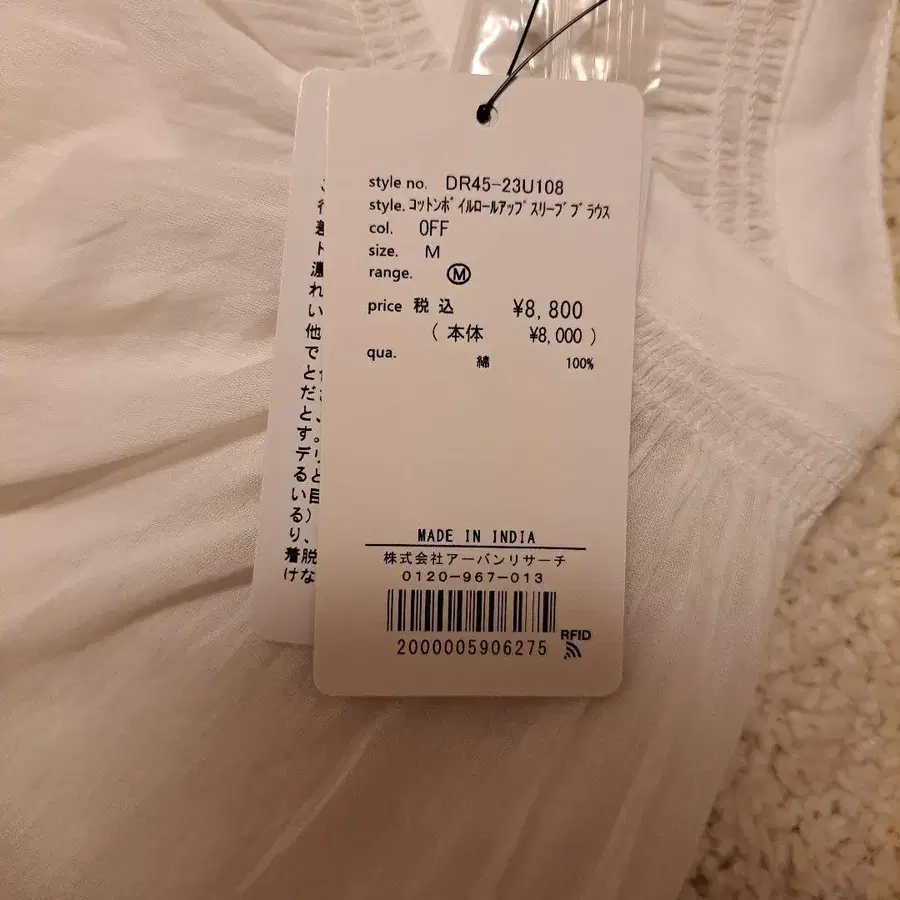 style no. DR45-23U108
style. コットンボイルロールアップスリーブブラウス
col. OFF
size. M
range. Ⓜ
price 税込 ¥8,800
(本体 ¥8,000)
qua. 綿 100%
MADE IN INDIA
株式会社アーバンリサーチ
0120-967-013
2000005906275
RFID